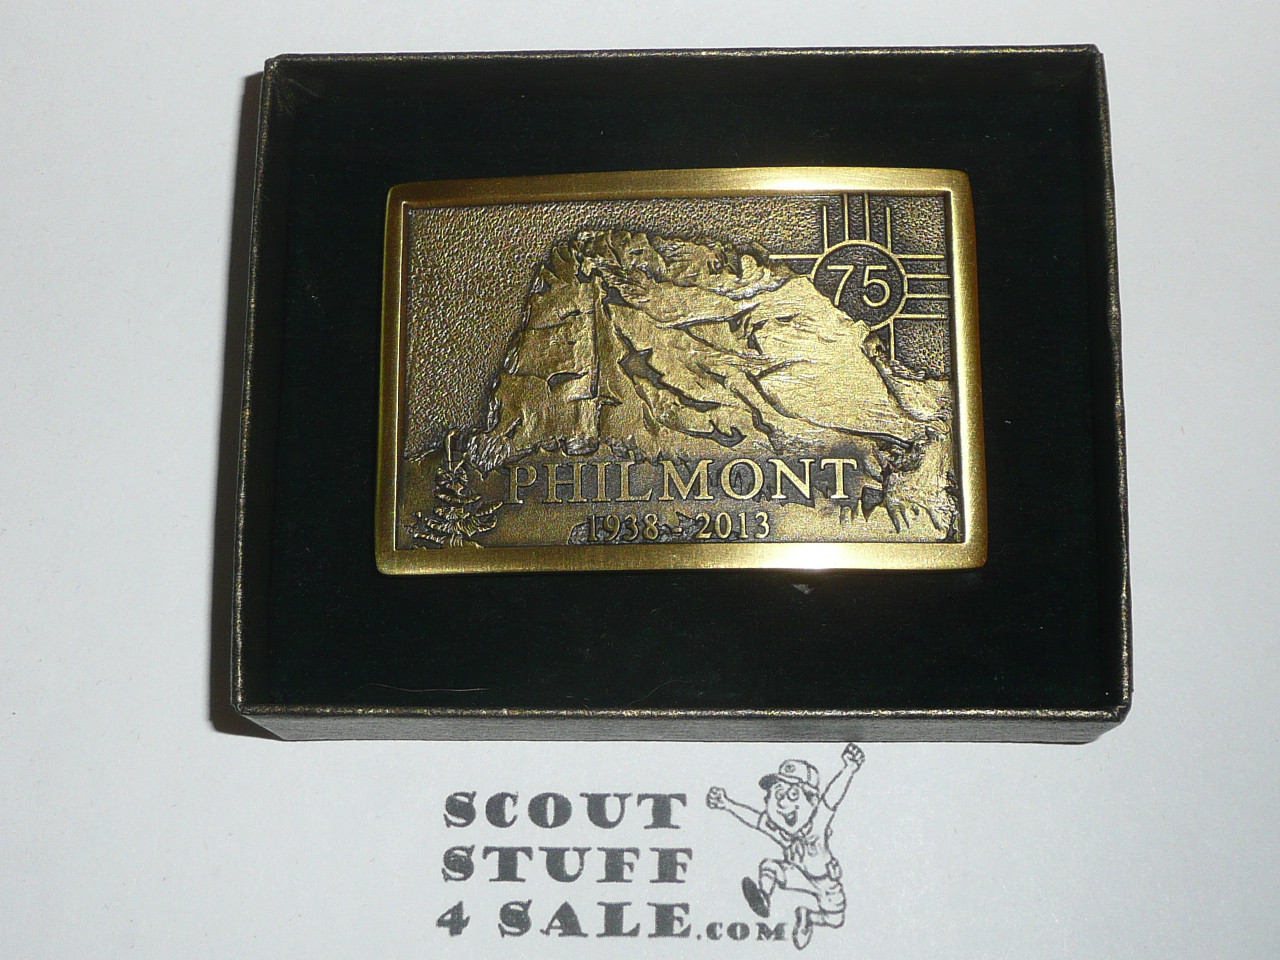 75
PHILMONT
1938 - 2013
SCOUT
STUFF
4 SALE.COM